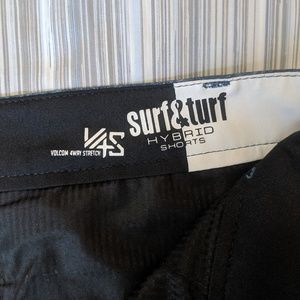 surf&turf
HYBRID
SHORTS
V4S
VOLCOM 4WAY STRETCH